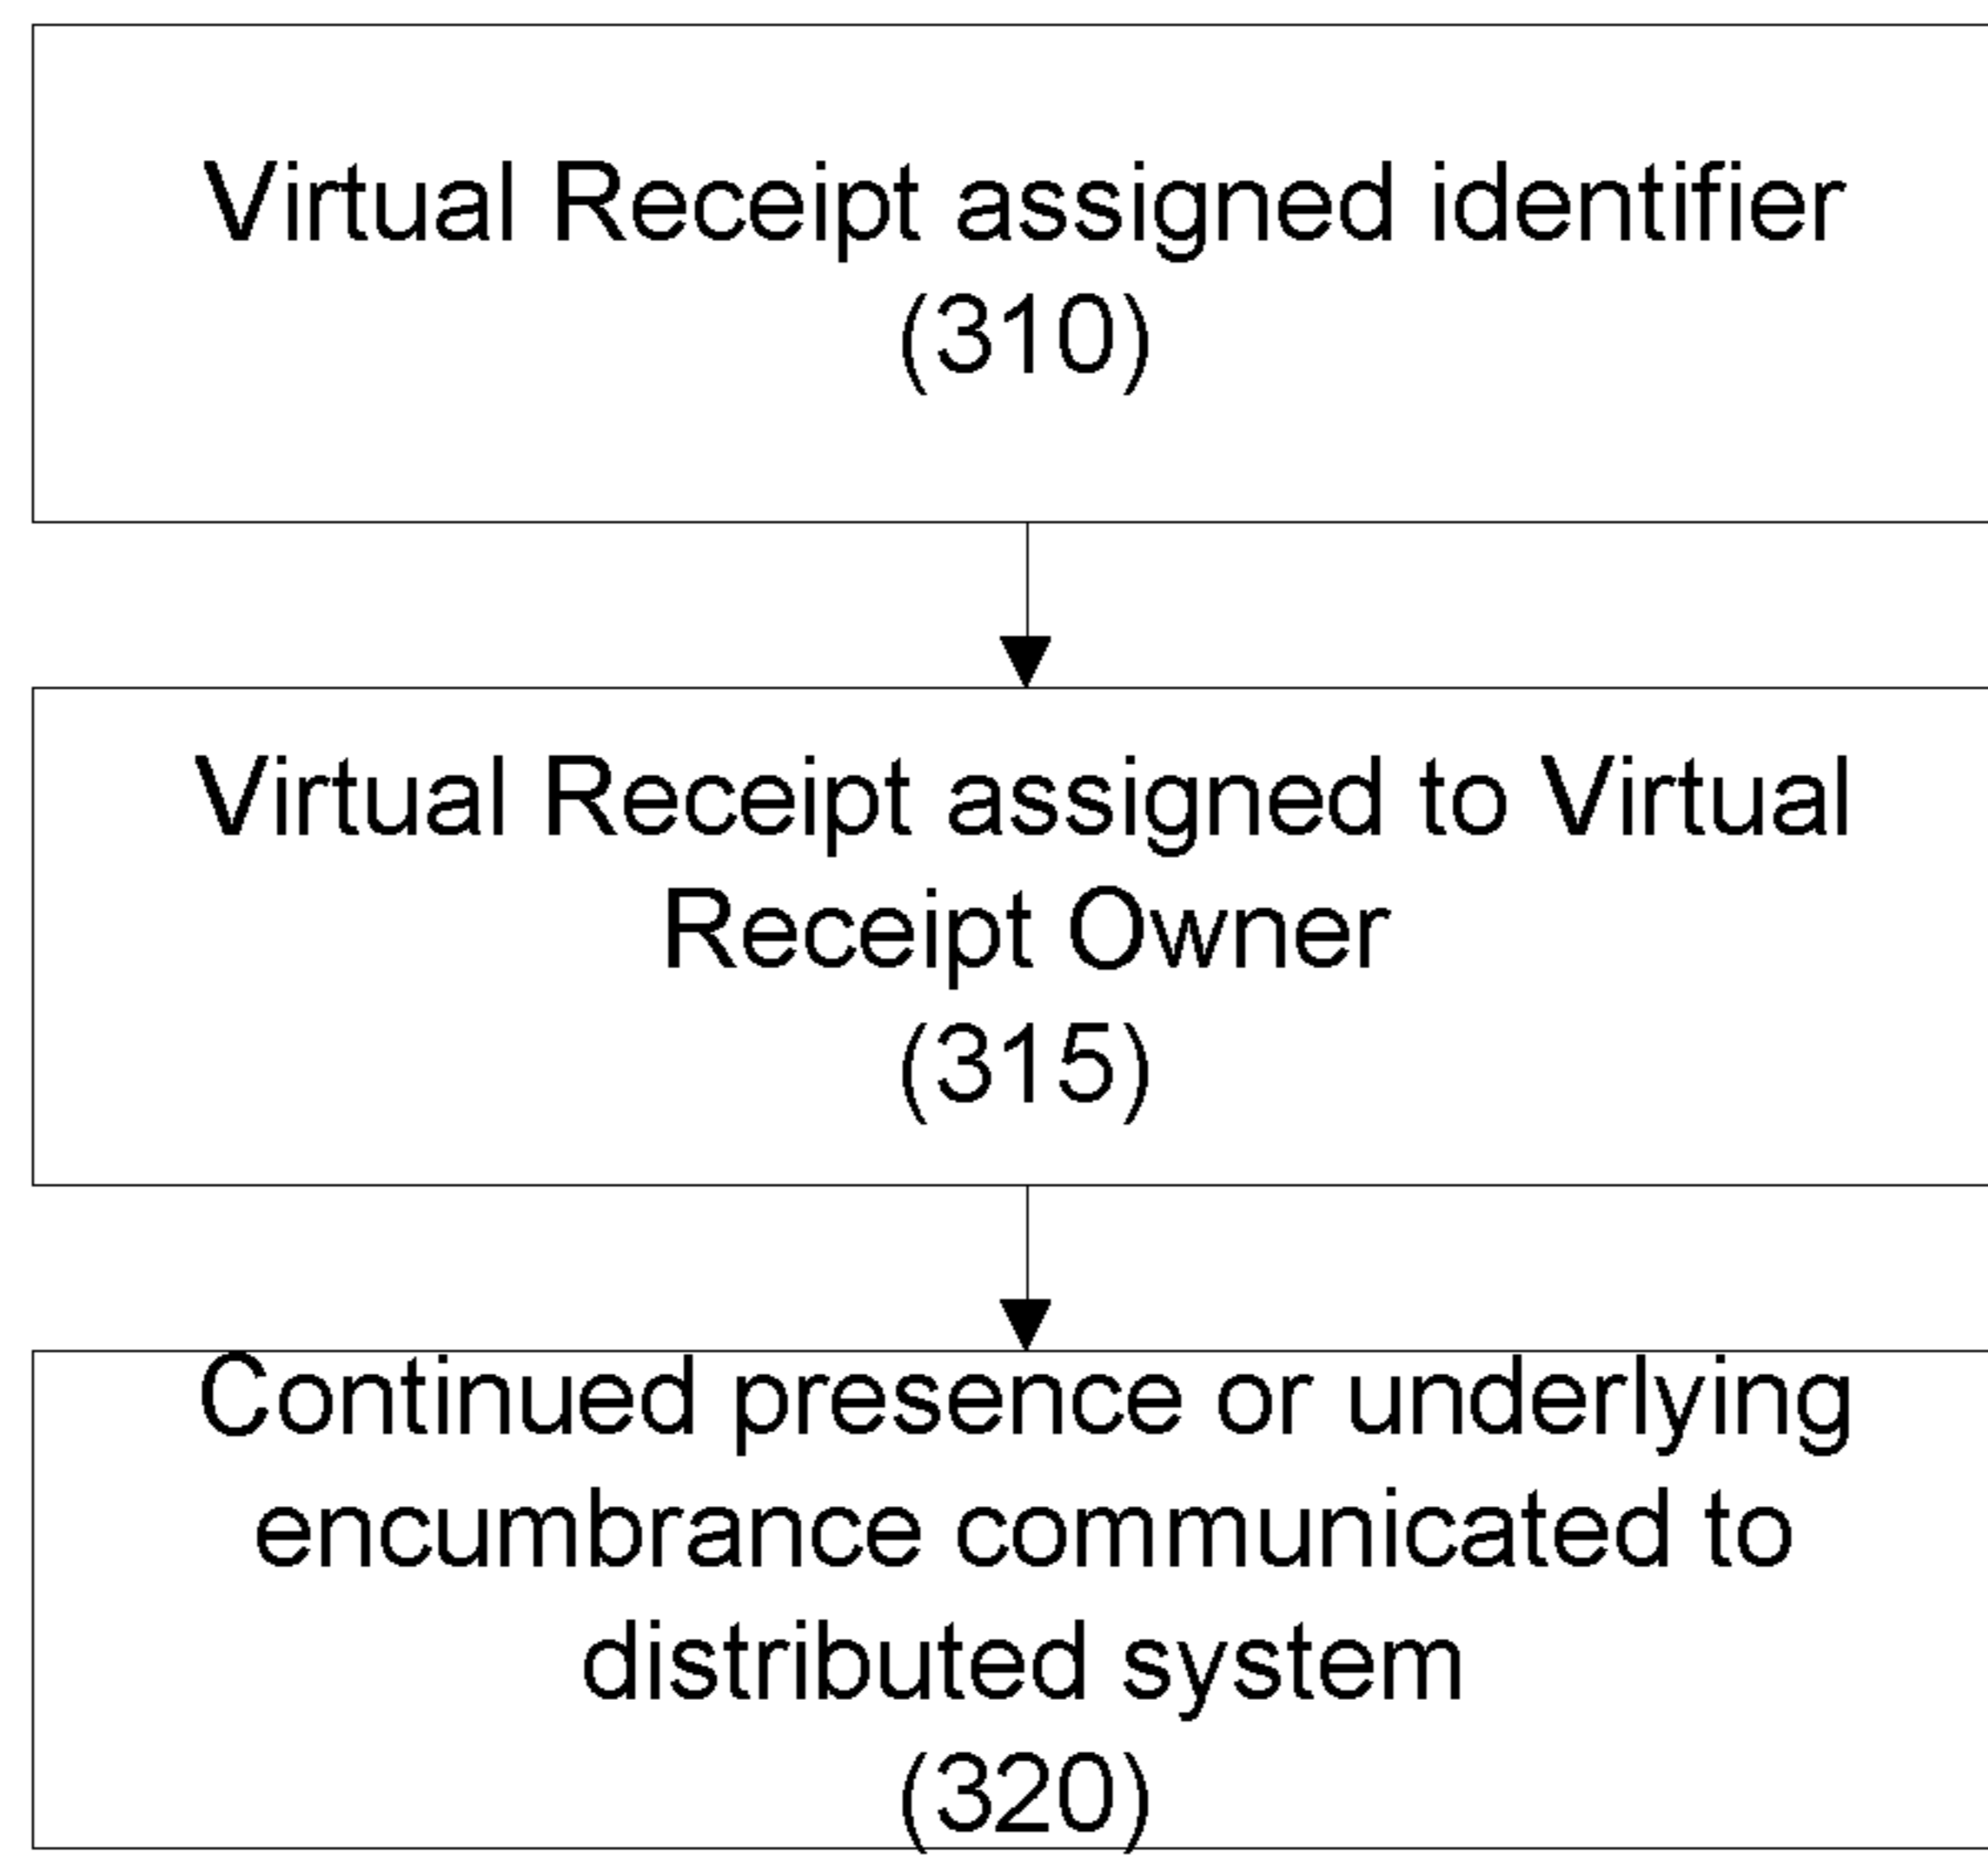 Virtual Receipt assigned identifier
(310)
Virtual Receipt assigned to Virtual
Receipt Owner
(315)
Continued presence or underlying
encumbrance communicated to
distributed system
(320)